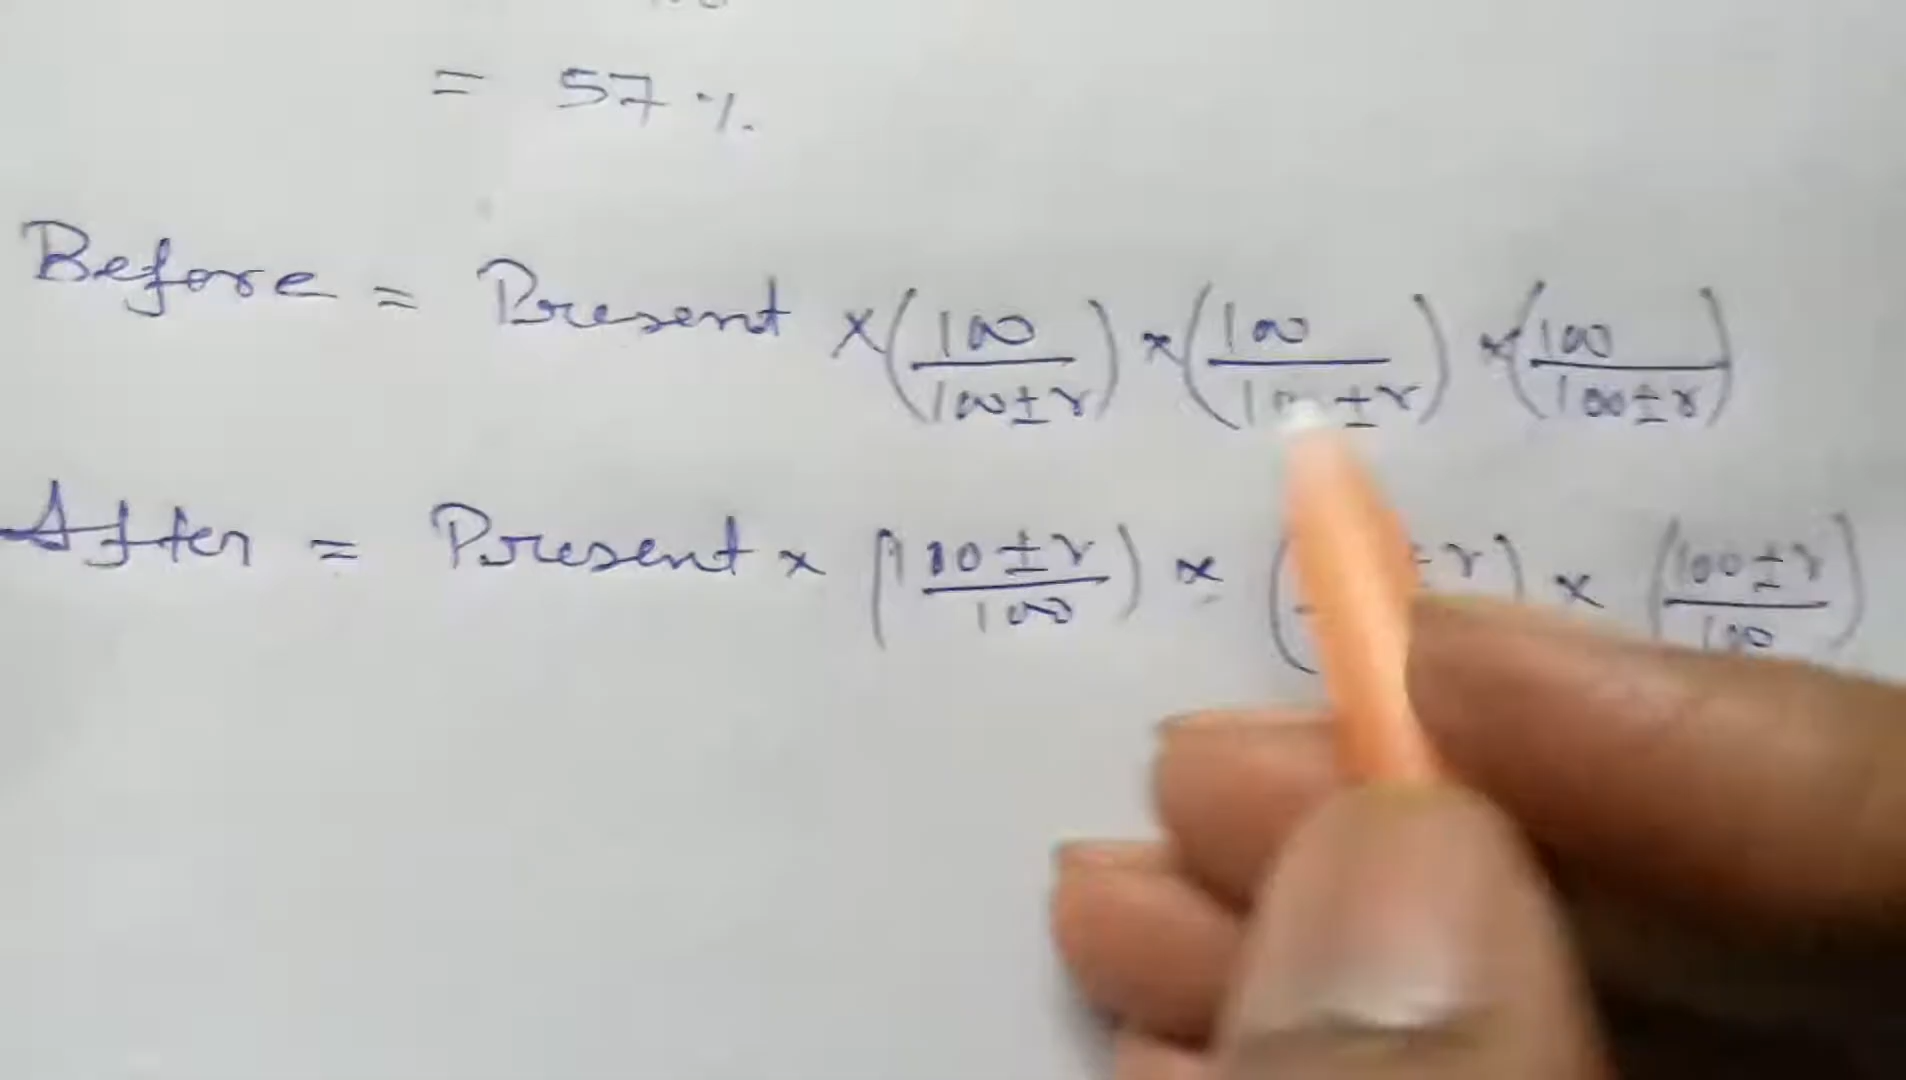 = 57 %.
Before = Present × (100/100±r) × (100/100±r) × (100/100±r)
After = Present × (100±r/100) × ( ±r ) × (100±r/100)